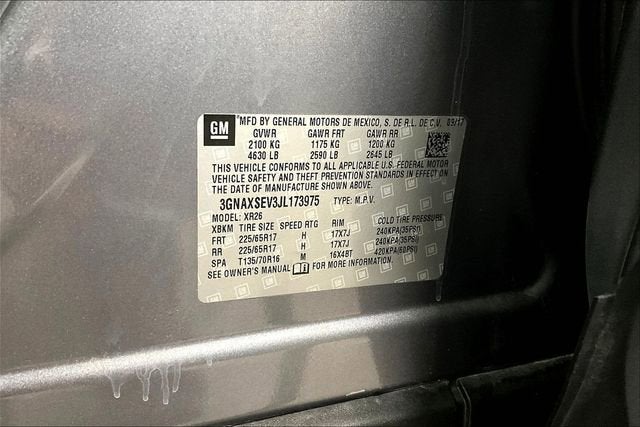 GM
MFD BY GENERAL MOTORS DE MEXICO, S. DE R.L. DE C.V. 09/17
GVWR GAWR FRT GAWR RR
2100 KG 1175 KG 1200 KG
4630 LB 2590 LB 2645 LB
THIS VEHICLE CONFORMS TO ALL APPLICABLE U.S. FEDERAL MOTOR
VEHICLE SAFETY AND THEFT PREVENTION STANDARDS IN EFFECT ON
THE DATE OF MANUFACTURE SHOWN ABOVE.
3GNAXSEV3JL173975 TYPE: M.P.V.
MODEL: XR26
XBKM TIRE SIZE SPEED RTG RIM COLD TIRE PRESSURE
FRT 225/65R17 H 17X7J 240KPA(35PSI)
RR 225/65R17 H 17X7J 240KPA(35PSI)
SPA T135/70R16 M 16X4BT 420KPA(60PSI)
SEE OWNER'S MANUAL FOR MORE INFORMATION.